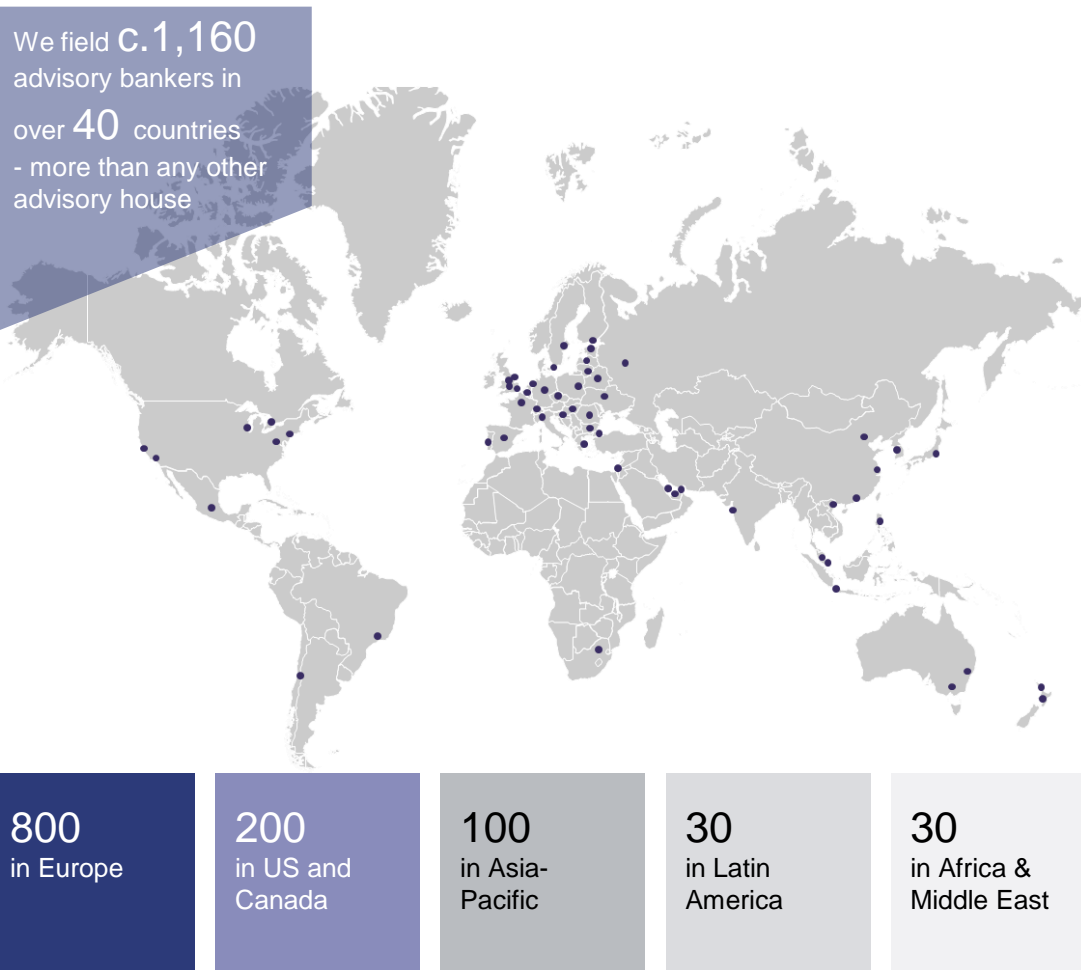 We field c.1,160
advisory bankers in
over 40 countries
- more than any other
advisory house
800
in Europe
200
in US and
Canada
100
in Asia-
Pacific
30
in Latin
America
30
in Africa &
Middle East